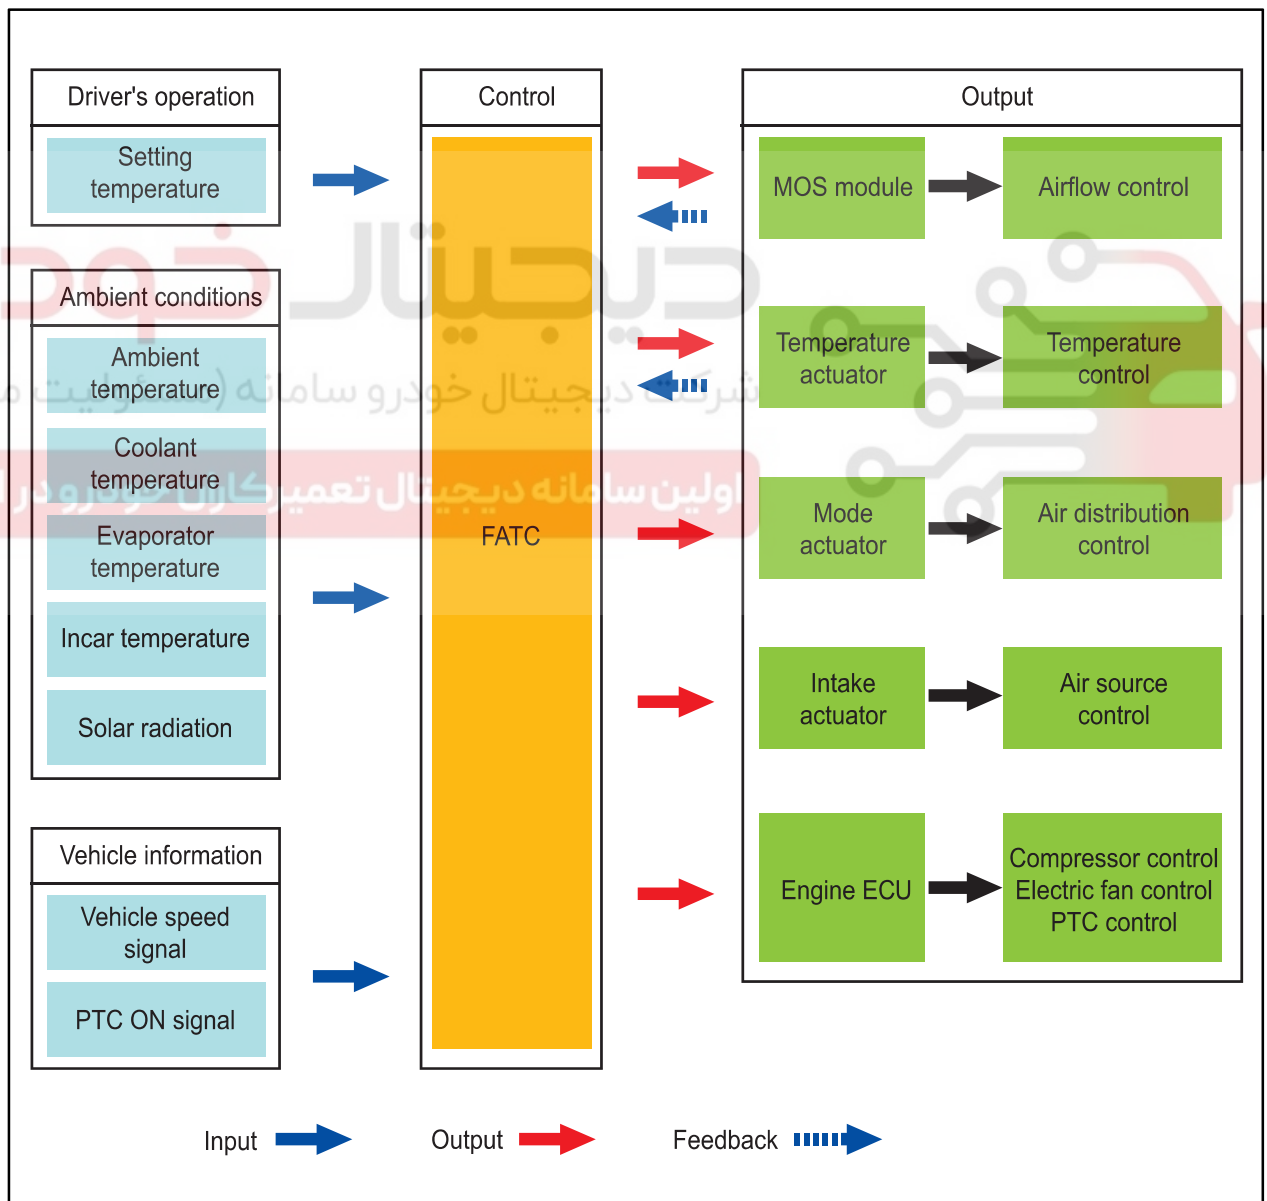 Driver's operation
Setting
temperature
Ambient conditions
Ambient
temperature
Coolant
temperature
Evaporator
temperature
Incar temperature
Solar radiation
Vehicle information
Vehicle speed
signal
PTC ON signal
Control
FATC
Output
MOS module
Airflow control
Temperature
actuator
Temperature
control
Mode
actuator
Air distribution
control
Intake
actuator
Air source
control
Engine ECU
Compressor control
Electric fan control
PTC control
Input
Output
Feedback
دیجیتال خودرو
شرکت دیجیتال خودرو سامانه (مسئولیت
اولین سامانه دیجیتال تعمیرکاران خودرو در